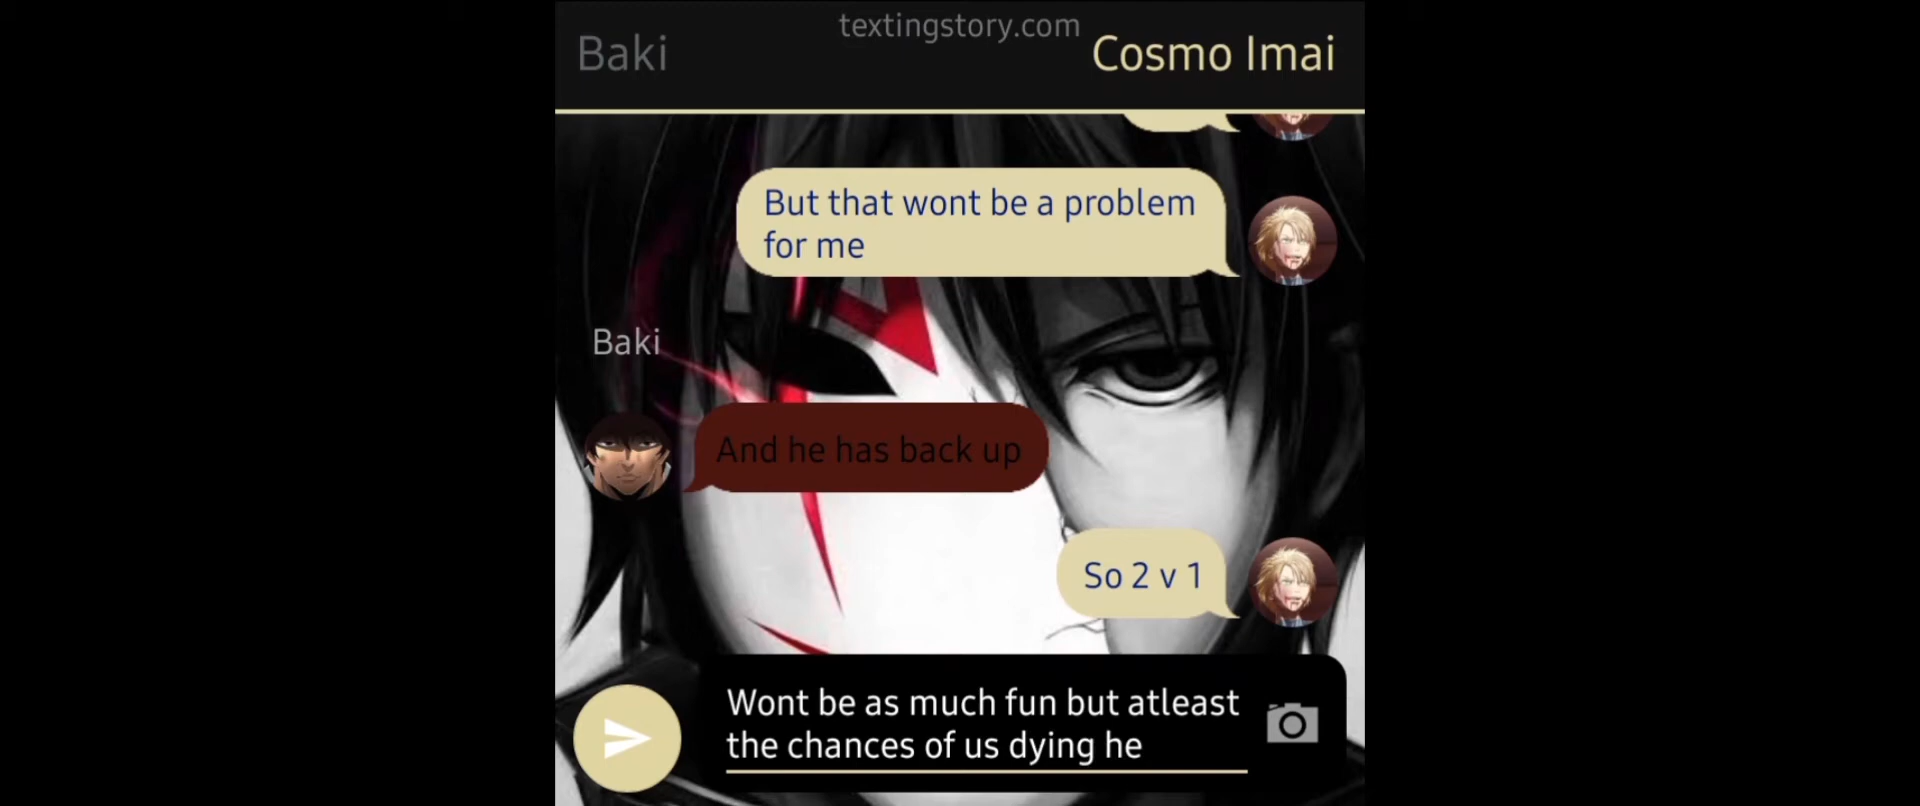 textingstory.com
Baki
Cosmo Imai
But that wont be a problem
for me
Baki
And he has back up
So 2 v 1
Wont be as much fun but atleast
the chances of us dying he